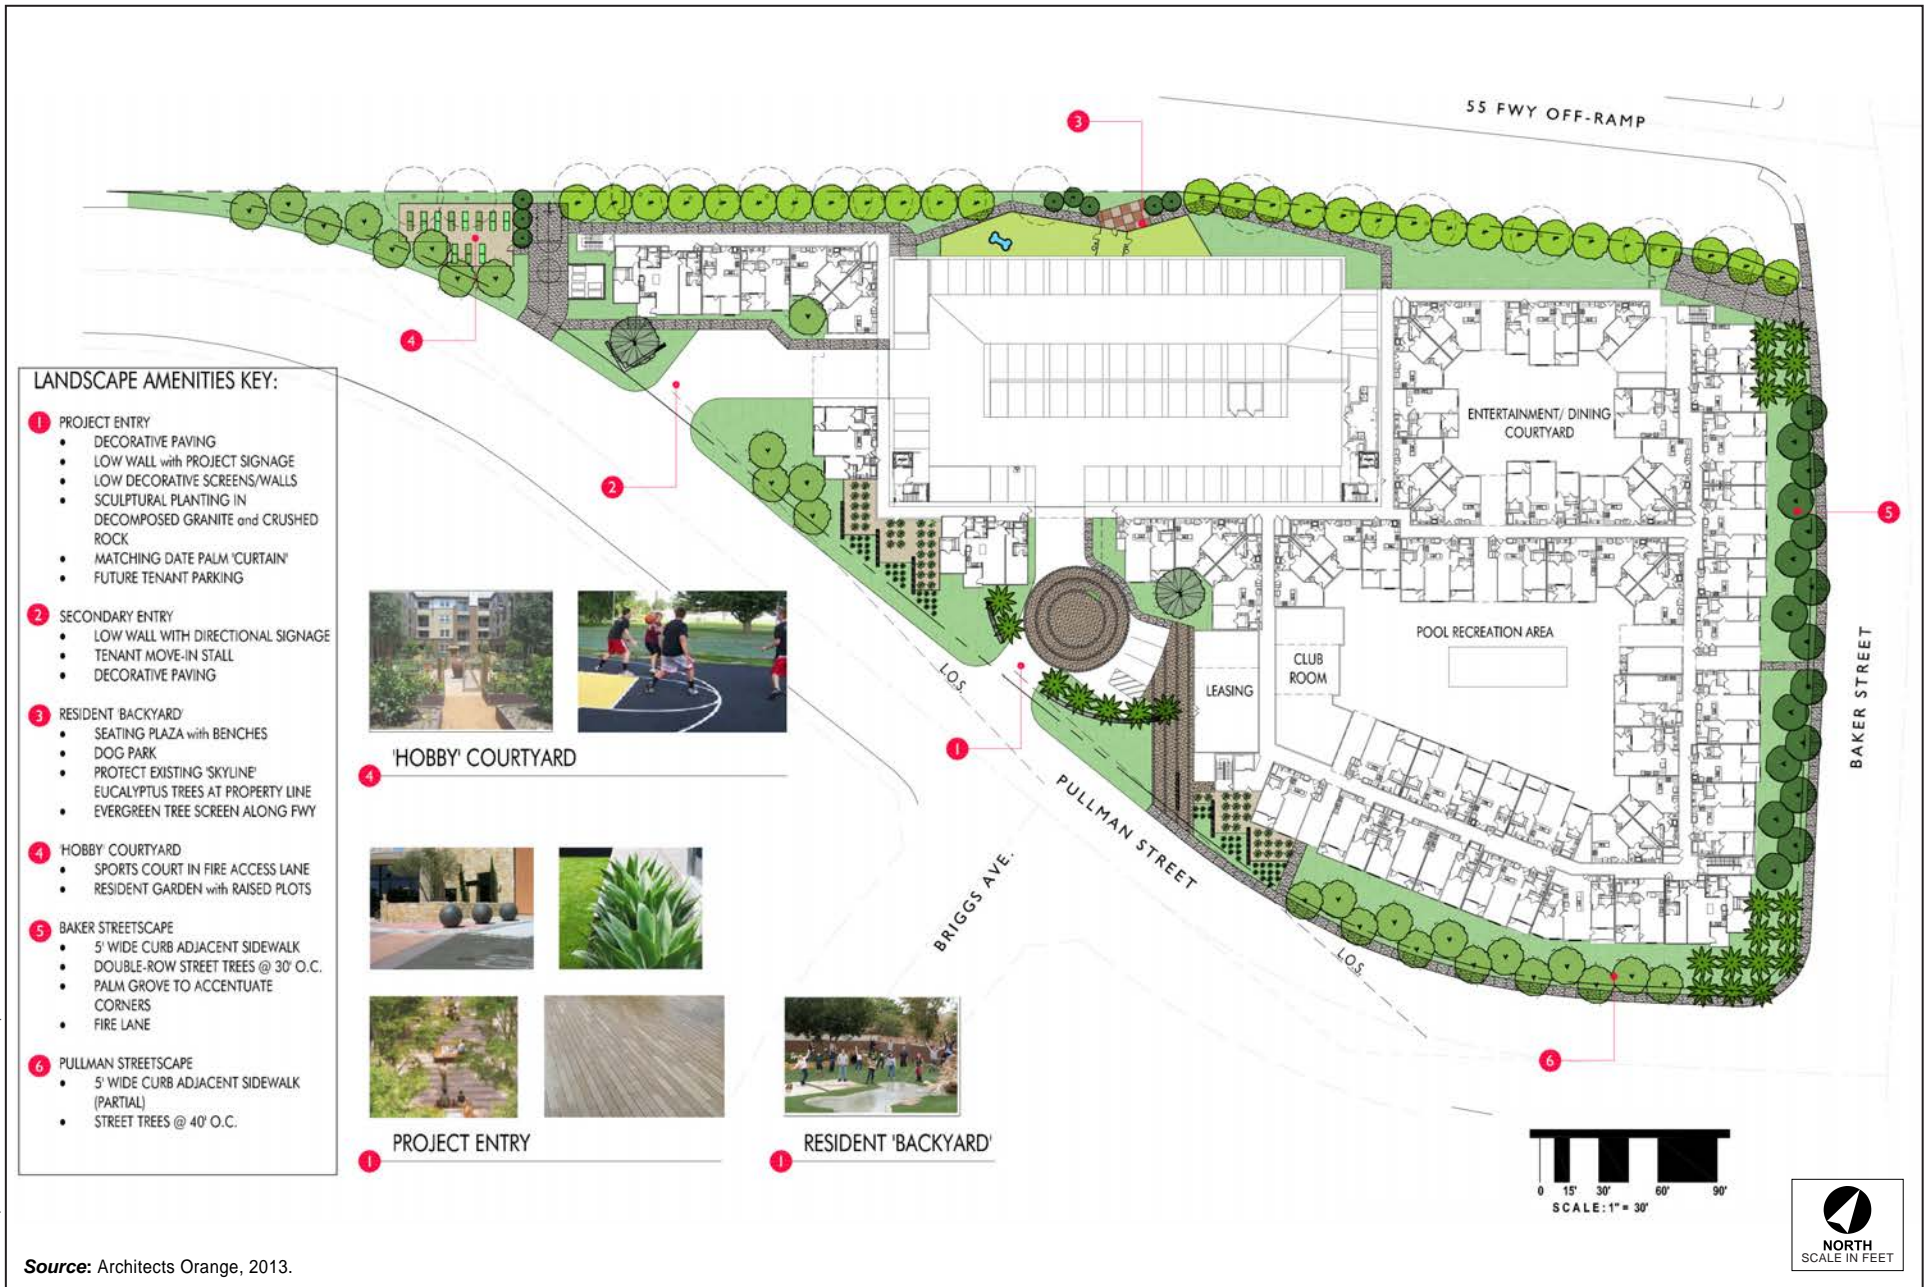 55 FWY OFF-RAMP
3
4
2
LANDSCAPE AMENITIES KEY:
1 PROJECT ENTRY
• DECORATIVE PAVING
• LOW WALL with PROJECT SIGNAGE
• LOW DECORATIVE SCREENS/WALLS
• SCULPTURAL PLANTING IN
DECOMPOSED GRANITE and CRUSHED
ROCK
• MATCHING DATE PALM 'CURTAIN'
• FUTURE TENANT PARKING
2 SECONDARY ENTRY
• LOW WALL WITH DIRECTIONAL SIGNAGE
• TENANT MOVE-IN STALL
• DECORATIVE PAVING
3 RESIDENT 'BACKYARD'
• SEATING PLAZA with BENCHES
• DOG PARK
• PROTECT EXISTING 'SKYLINE'
EUCALYPTUS TREES AT PROPERTY LINE
• EVERGREEN TREE SCREEN ALONG FWY
4 'HOBBY' COURTYARD
• SPORTS COURT IN FIRE ACCESS LANE
• RESIDENT GARDEN with RAISED PLOTS
5 BAKER STREETSCAPE
• 5' WIDE CURB ADJACENT SIDEWALK
• DOUBLE-ROW STREET TREES @ 30' O.C.
• PALM GROVE TO ACCENTUATE
CORNERS
• FIRE LANE
6 PULLMAN STREETSCAPE
• 5' WIDE CURB ADJACENT SIDEWALK
(PARTIAL)
• STREET TREES @ 40' O.C.
ENTERTAINMENT/ DINING
COURTYARD
5
POOL RECREATION AREA
CLUB
ROOM
LEASING
BAKER STREET
L.O.S.
1
PULLMAN STREET
BRIGGS AVE.
L.O.S.
6
4 'HOBBY' COURTYARD
1 PROJECT ENTRY
1 RESIDENT 'BACKYARD'
0 15' 30' 60' 90'
SCALE: 1" = 30'
NORTH
SCALE IN FEET
Source: Architects Orange, 2013.